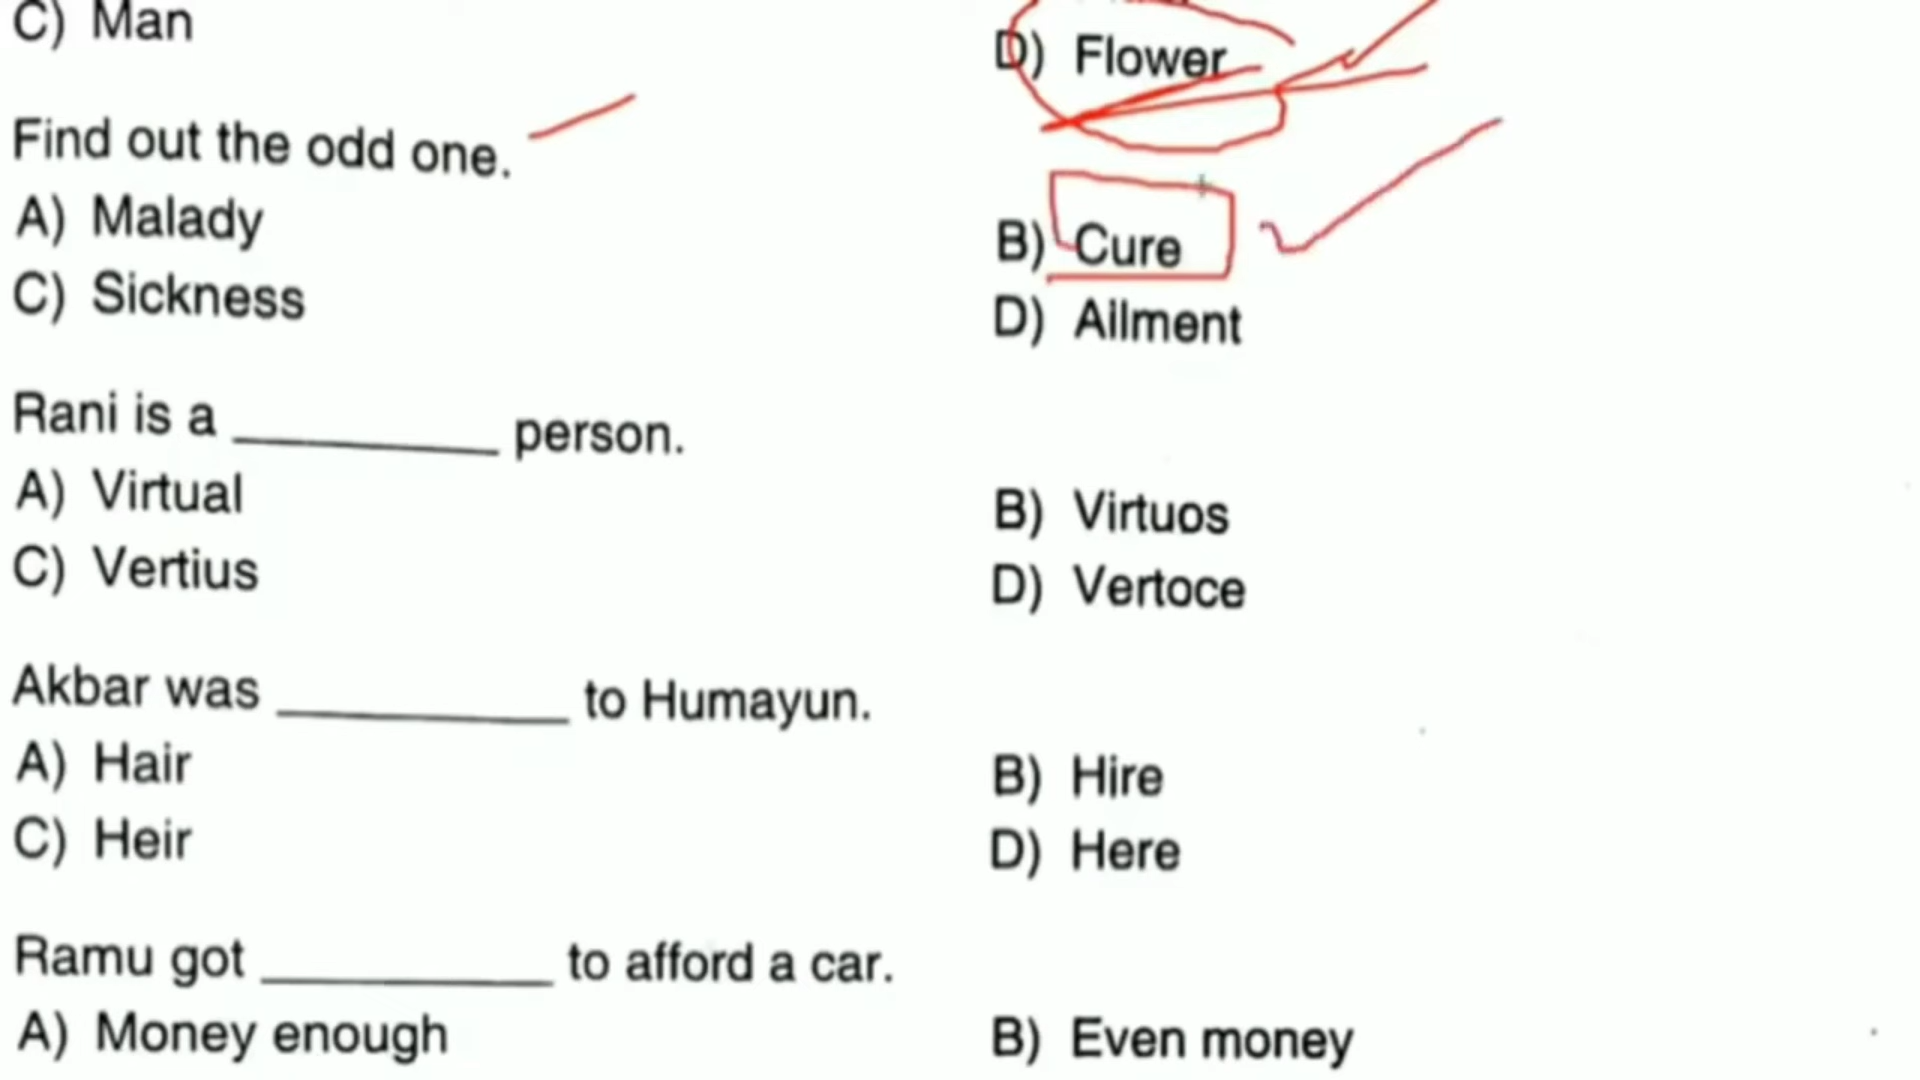 C) Man
D) Flower
Find out the odd one.
A) Malady
B) Cure
C) Sickness
D) Ailment
Rani is a __________ person.
A) Virtual
B) Virtuos
C) Vertius
D) Vertoce
Akbar was ___________ to Humayun.
A) Hair
B) Hire
C) Heir
D) Here
Ramu got ___________ to afford a car.
A) Money enough
B) Even money